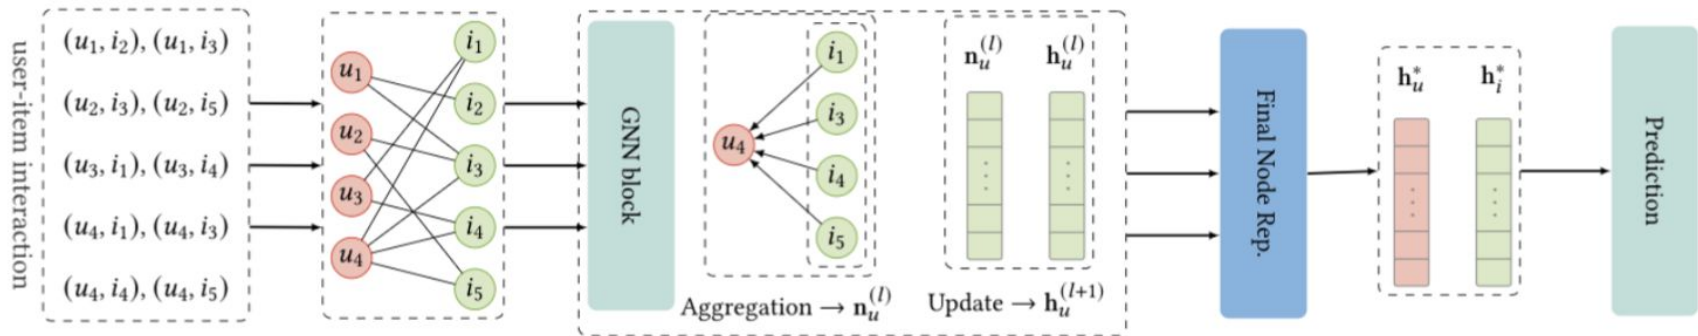 user-item interaction
(u₁, i₂), (u₁, i₃)
(u₂, i₃), (u₂, i₅)
(u₃, i₁), (u₃, i₄)
(u₄, i₁), (u₄, i₃)
(u₄, i₄), (u₄, i₅)
u₁
u₂
u₃
u₄
i₁
i₂
i₃
i₄
i₅
GNN block
u₄
i₁
i₃
i₄
i₅
Aggregation → n_u^(l)
n_u^(l) h_u^(l)
Update → h_u^(l+1)
Final Node Rep.
h_u^* h_i^*
Prediction